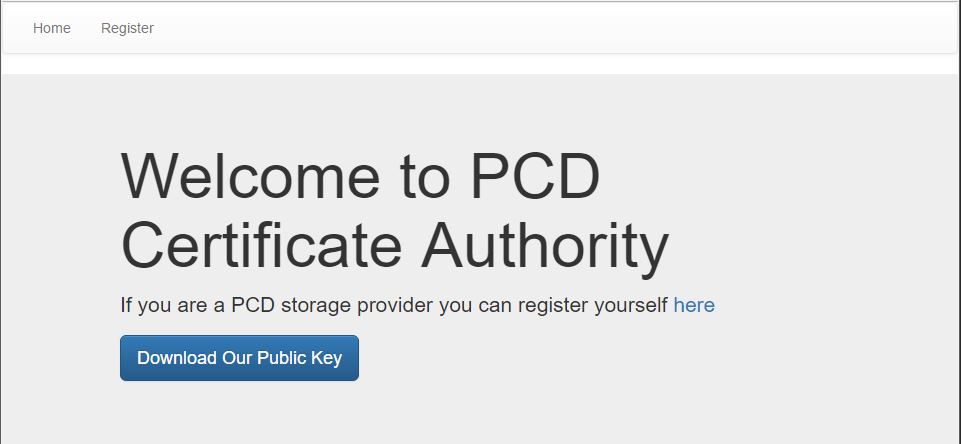 Home Register
Welcome to PCD
Certificate Authority
If you are a PCD storage provider you can register yourself here
Download Our Public Key